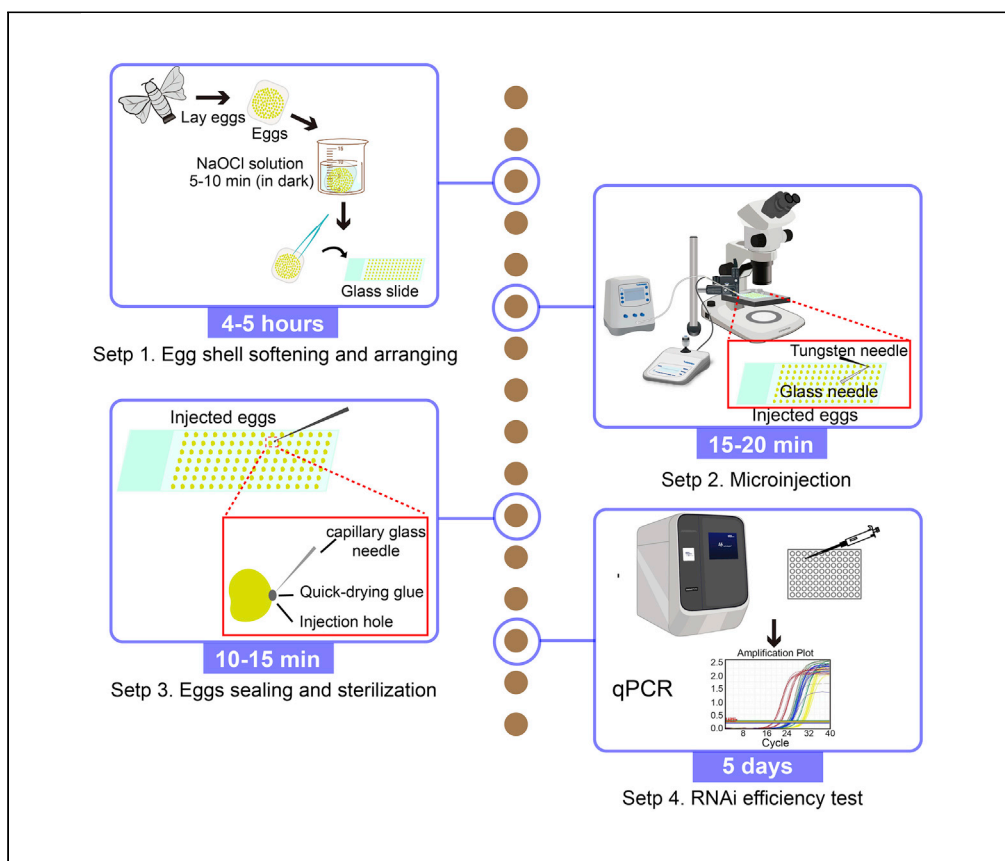 Lay eggs
Eggs
NaOCl solution
5-10 min (in dark)
Glass slide
4-5 hours
Setp 1. Egg shell softening and arranging
Tungsten needle
Glass needle
Injected eggs
15-20 min
Setp 2. Microinjection
Injected eggs
capillary glass
needle
Quick-drying glue
Injection hole
10-15 min
Setp 3. Eggs sealing and sterilization
qPCR
Amplification Plot
2.5
2.0
1.5
1.0
0.5
0.0
8 16 24 32 40
Cycle
5 days
Setp 4. RNAi efficiency test